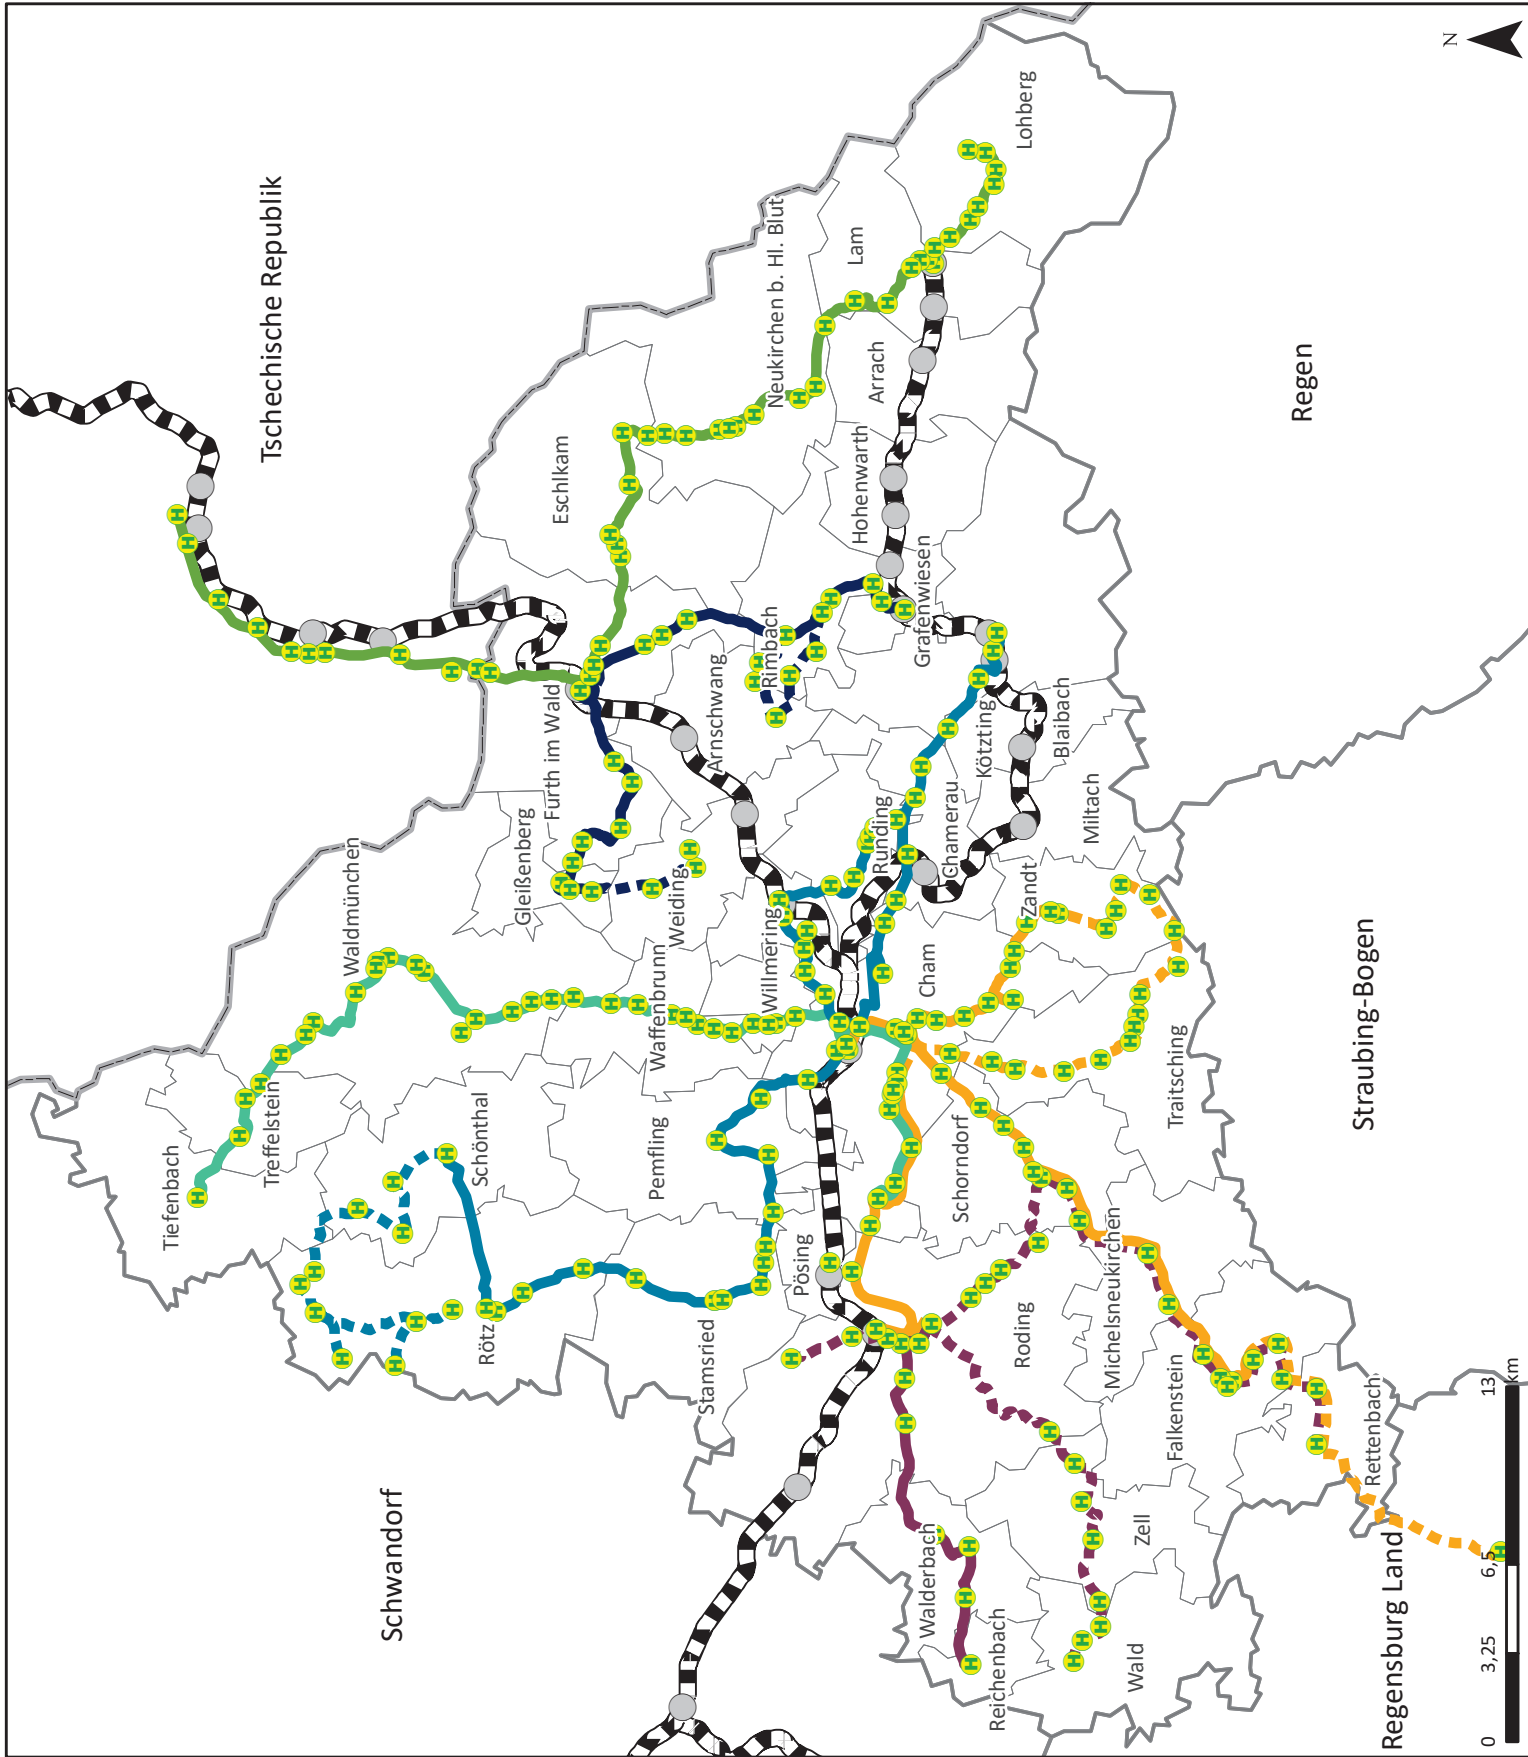 N
Tschechische Republik
Schwandorf
Regen
Straubing-Bogen
Regensburg Land
Lohberg
Lam
Neukirchen b. Hl. Blut
Arrach
Eschlkam
Hohenwarth
Grafenwiesen
Rimbach
Arnschwang
Furth im Wald
Gleißenberg
Weiding
Waldmünchen
Kötzting
Blaibach
Chamerau
Miltach
Runding
Zandt
Willmering
Cham
Waffenbrunn
Traitsching
Treffelstein
Tiefenbach
Schönthal
Pemfling
Schorndorf
Pösing
Rötz
Stamsried
Michelsneukirchen
Roding
Falkenstein
Rettenbach
Zell
Walderbach
Reichenbach
Wald
0 3,25 6,5 13
km
H